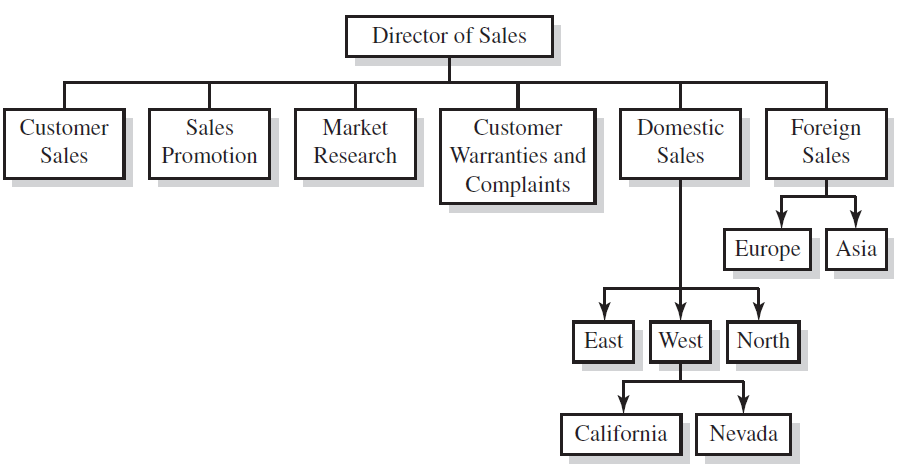 Director of Sales
Customer
Sales
Sales
Promotion
Market
Research
Customer
Warranties and
Complaints
Domestic
Sales
Foreign
Sales
Europe
Asia
East
West
North
California
Nevada